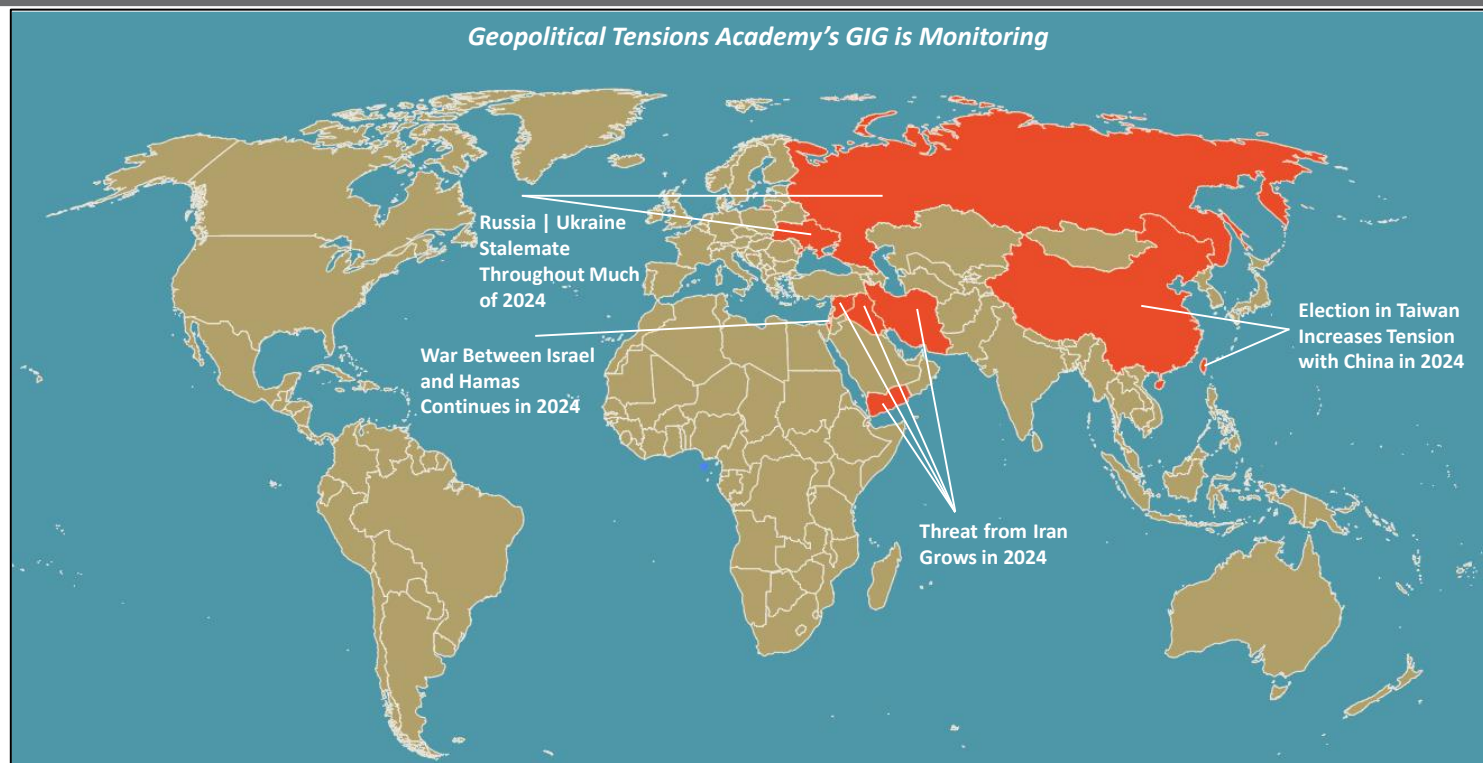 Geopolitical Tensions Academy’s GIG is Monitoring
Russia | Ukraine
Stalemate
Throughout Much
of 2024
War Between Israel
and Hamas
Continues in 2024
Election in Taiwan
Increases Tension
with China in 2024
Threat from Iran
Grows in 2024